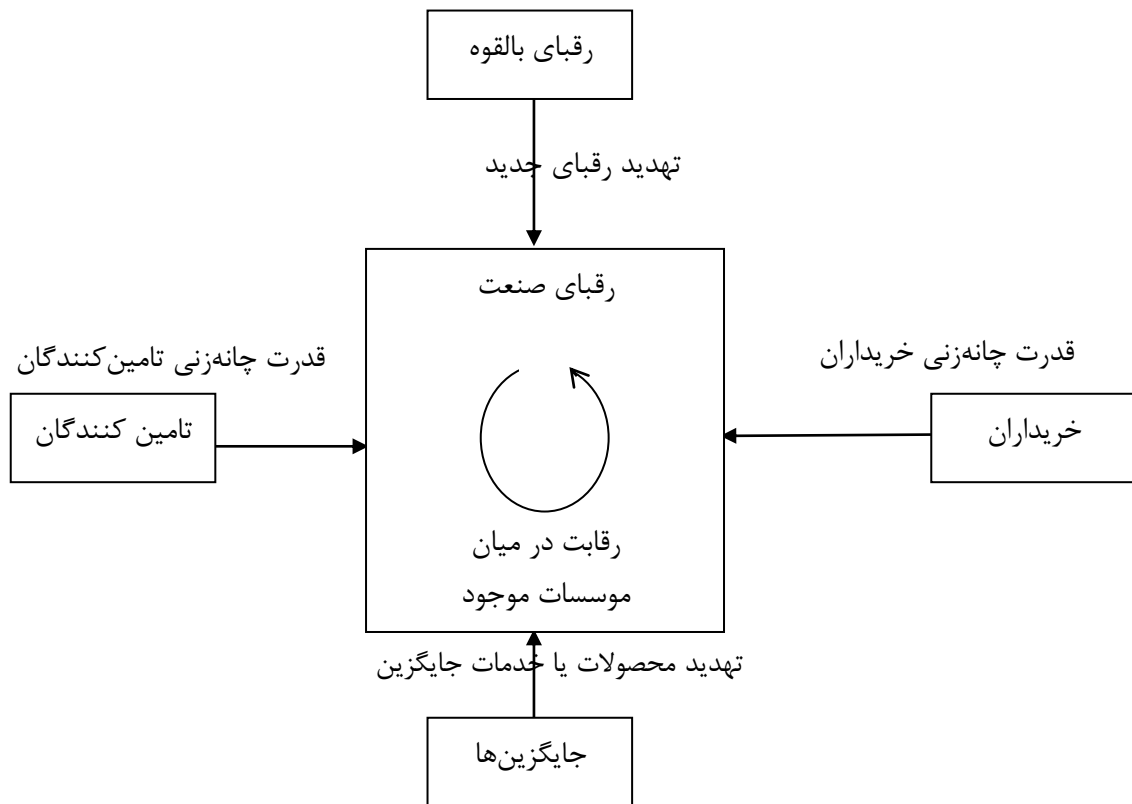 رقبای بالقوه
تهدید رقبای جدید
رقبای صنعت
قدرت چانه‌زنی خریداران
قدرت چانه‌زنی تامین‌کنندگان
خریداران
تامین کنندگان
رقابت در میان
موسسات موجود
تهدید محصولات یا خدمات جایگزین
جایگزین‌ها